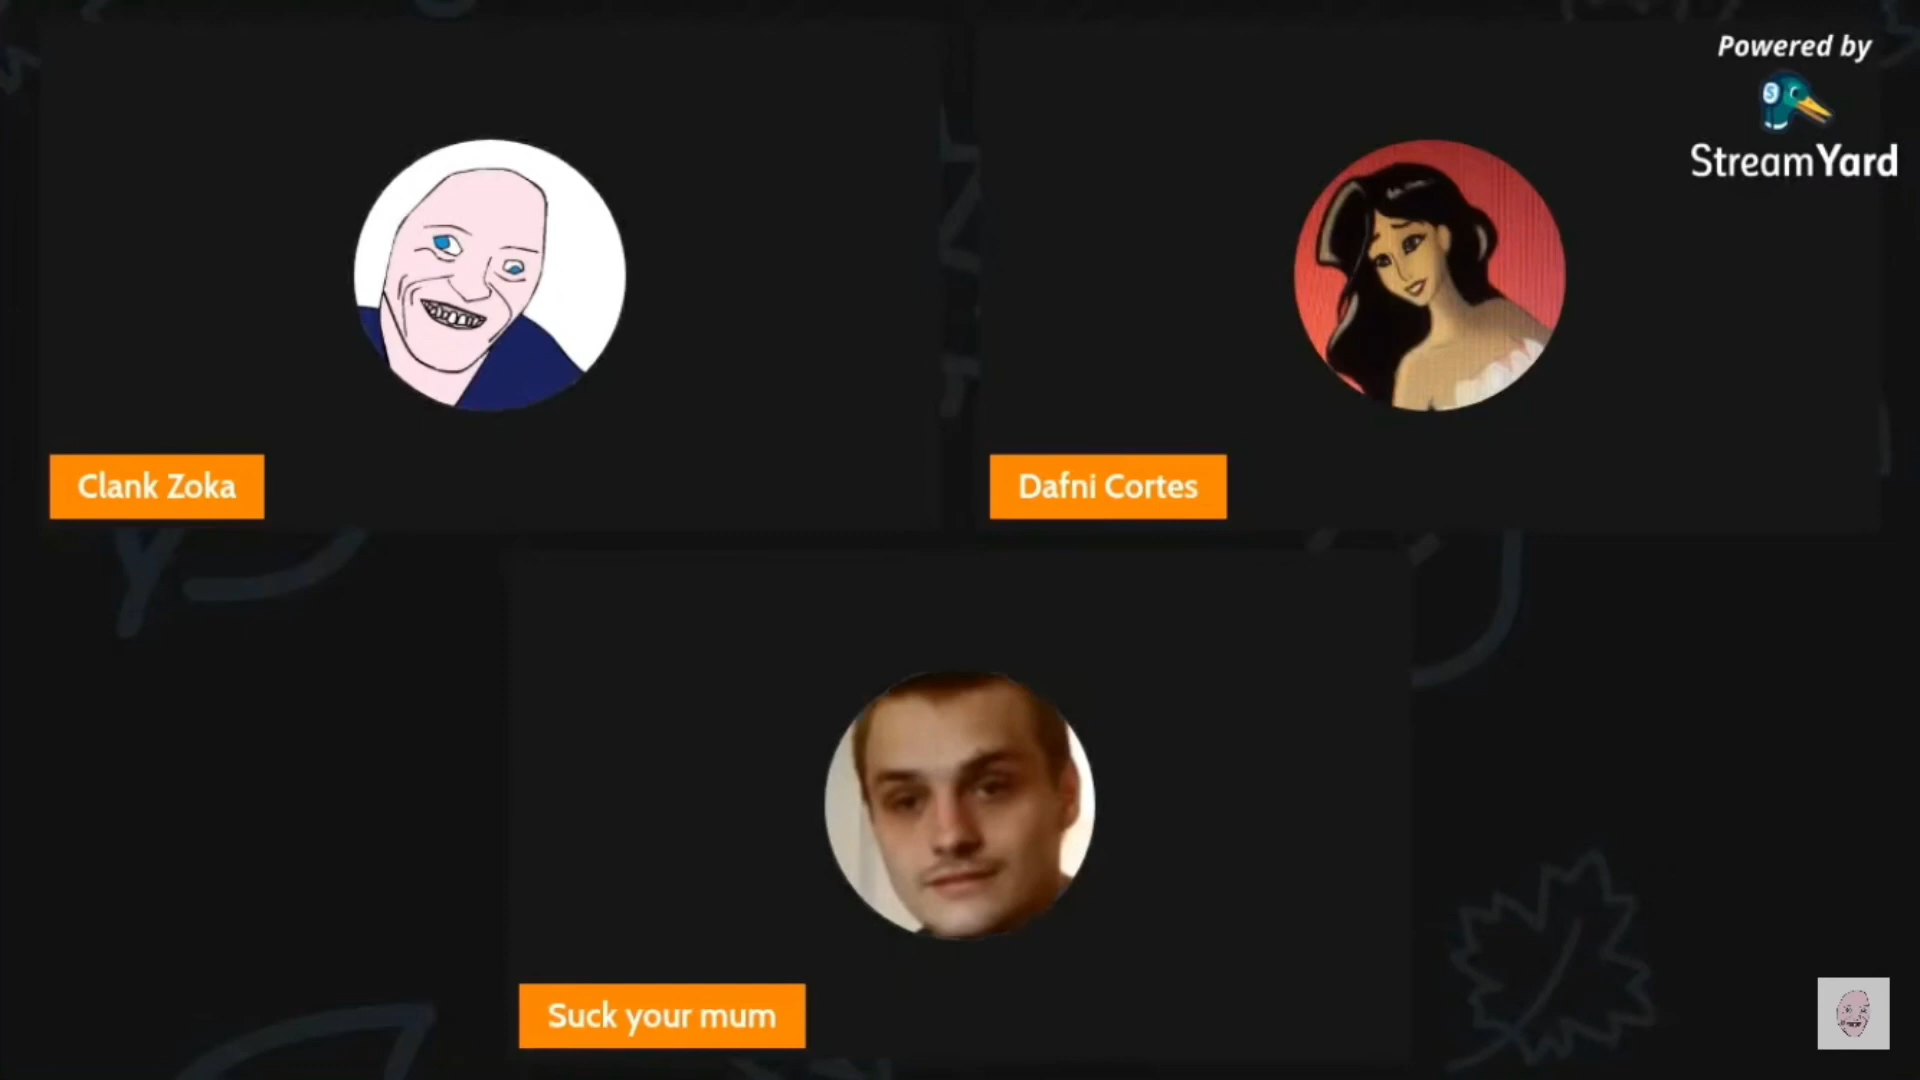 Powered by
StreamYard
Clank Zoka
Dafni Cortes
Suck your mum